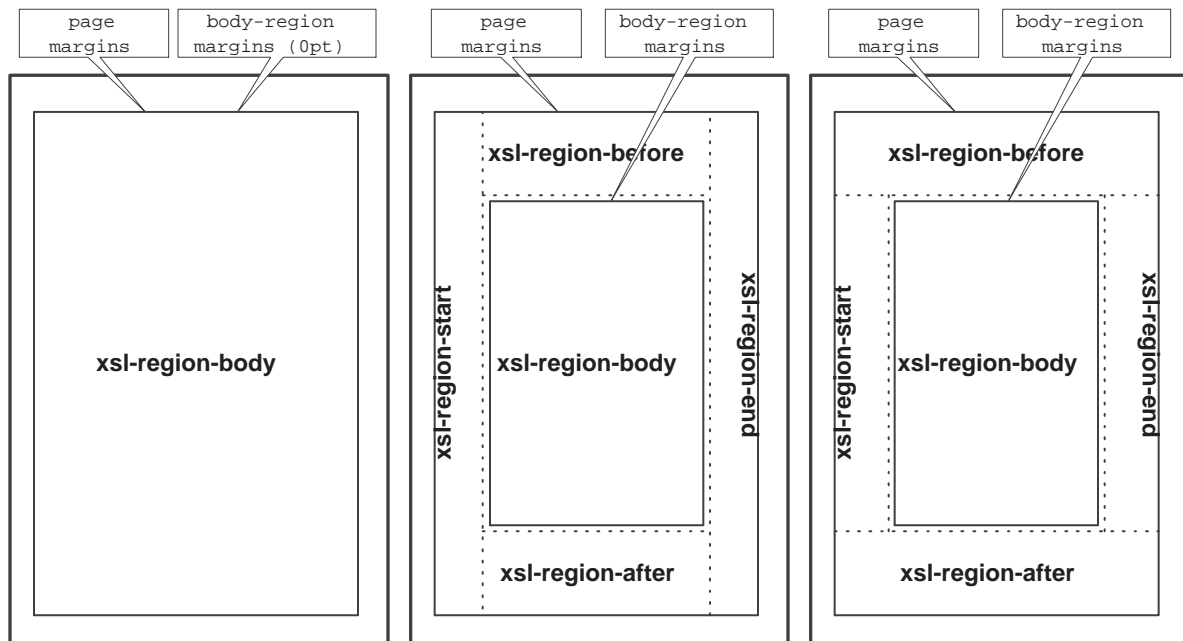 page
margins
body-region
margins (0pt)
xsl-region-body
page
margins
body-region
margins
xsl-region-before
xsl-region-start
xsl-region-body
xsl-region-end
xsl-region-after
page
margins
body-region
margins
xsl-region-before
xsl-region-start
xsl-region-body
xsl-region-end
xsl-region-after